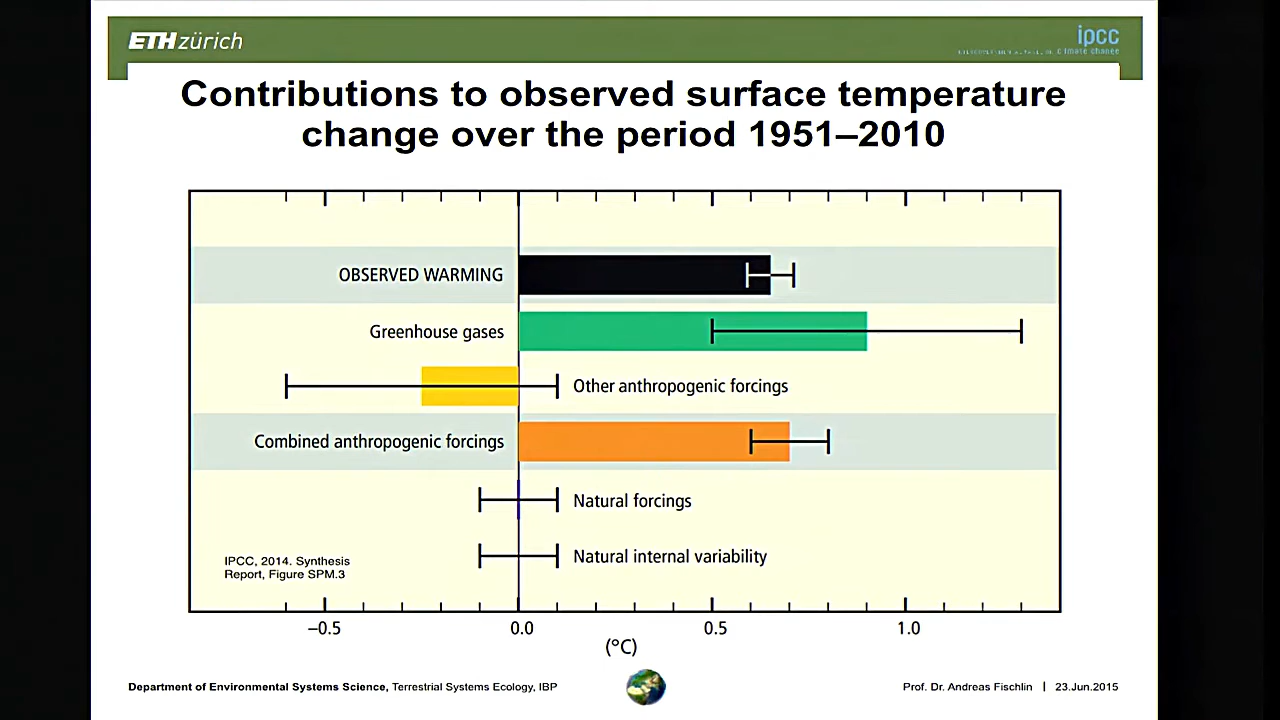 ETH zürich
ipcc
climate change
Contributions to observed surface temperature
change over the period 1951–2010
OBSERVED WARMING
Greenhouse gases
Other anthropogenic forcings
Combined anthropogenic forcings
Natural forcings
Natural internal variability
IPCC, 2014. Synthesis
Report, Figure SPM.3
–0.5 0.0 0.5 1.0
(°C)
Department of Environmental Systems Science, Terrestrial Systems Ecology, IBP
Prof. Dr. Andreas Fischlin | 23.Jun.2015